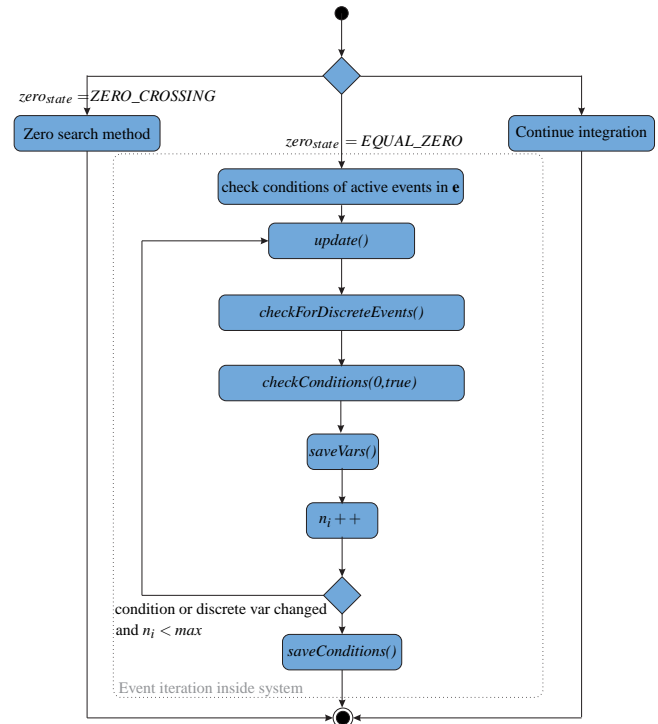 zero_state = ZERO_CROSSING
Zero search method
zero_state = EQUAL_ZERO
Continue integration
check conditions of active events in e
update()
checkForDiscreteEvents()
checkConditions(0,true)
saveVars()
n_i ++
condition or discrete var changed
and n_i < max
saveConditions()
Event iteration inside system